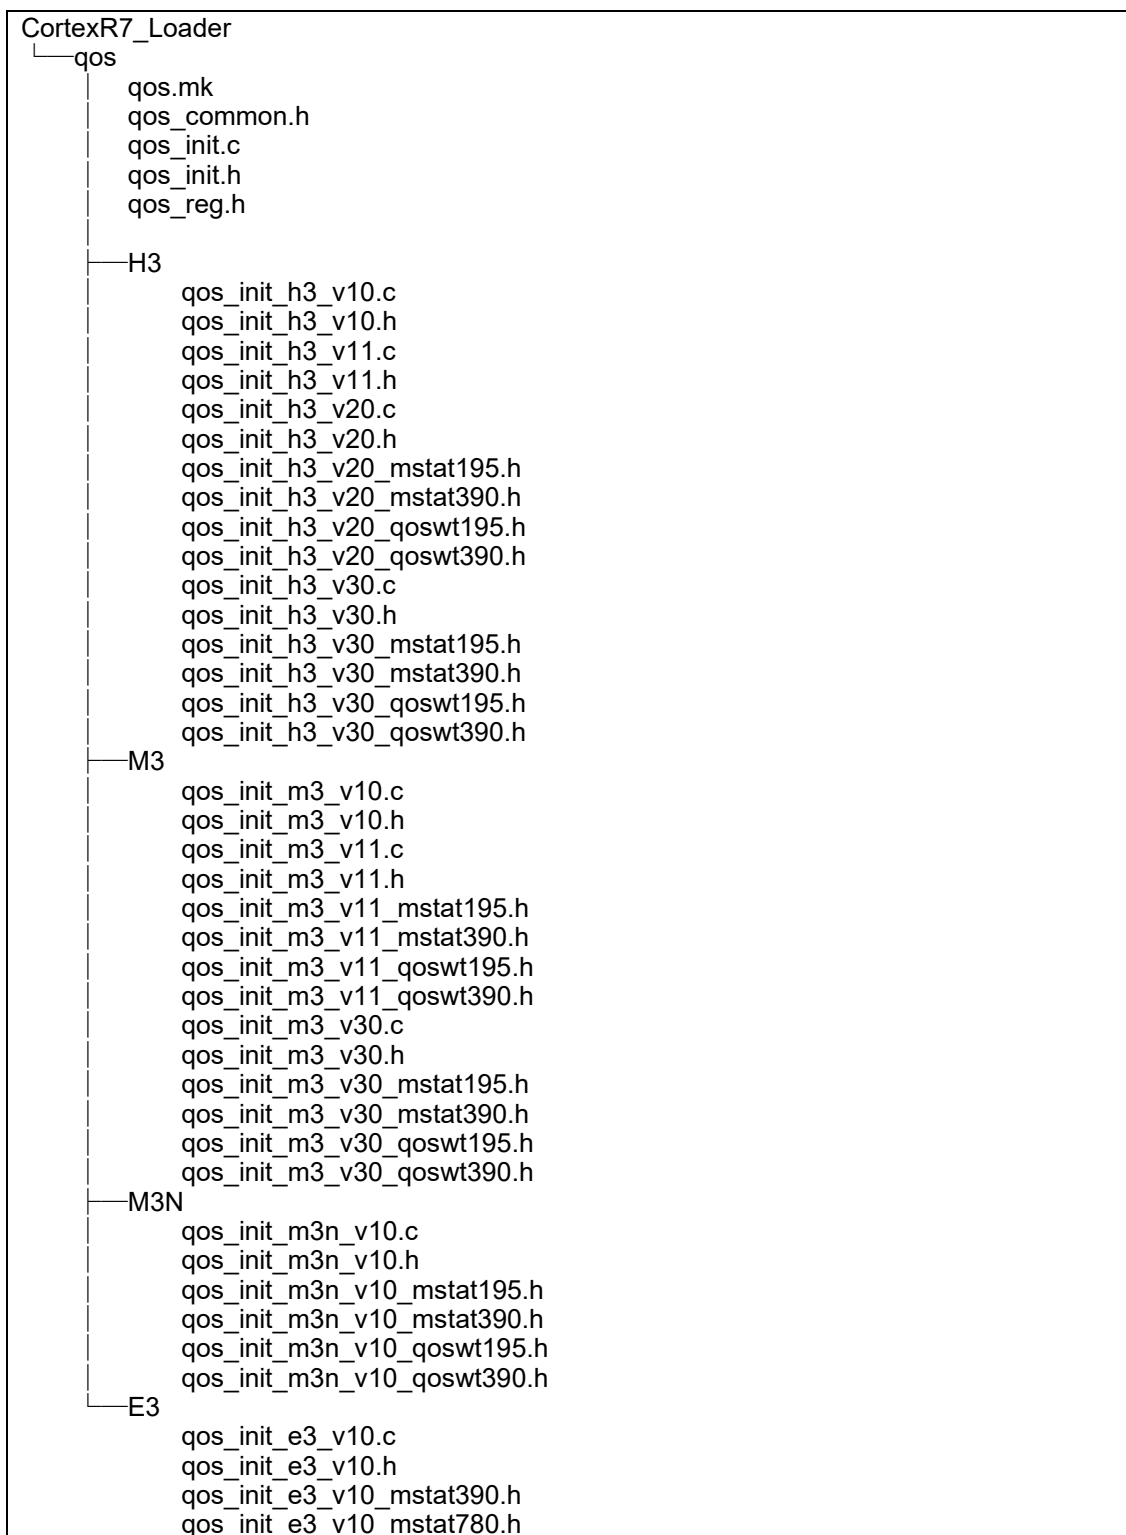 CortexR7_Loader
qos
qos.mk
qos_common.h
qos_init.c
qos_init.h
qos_reg.h
H3
qos_init_h3_v10.c
qos_init_h3_v10.h
qos_init_h3_v11.c
qos_init_h3_v11.h
qos_init_h3_v20.c
qos_init_h3_v20.h
qos_init_h3_v20_mstat195.h
qos_init_h3_v20_mstat390.h
qos_init_h3_v20_qoswt195.h
qos_init_h3_v20_qoswt390.h
qos_init_h3_v30.c
qos_init_h3_v30.h
qos_init_h3_v30_mstat195.h
qos_init_h3_v30_mstat390.h
qos_init_h3_v30_qoswt195.h
qos_init_h3_v30_qoswt390.h
M3
qos_init_m3_v10.c
qos_init_m3_v10.h
qos_init_m3_v11.c
qos_init_m3_v11.h
qos_init_m3_v11_mstat195.h
qos_init_m3_v11_mstat390.h
qos_init_m3_v11_qoswt195.h
qos_init_m3_v11_qoswt390.h
qos_init_m3_v30.c
qos_init_m3_v30.h
qos_init_m3_v30_mstat195.h
qos_init_m3_v30_mstat390.h
qos_init_m3_v30_qoswt195.h
qos_init_m3_v30_qoswt390.h
M3N
qos_init_m3n_v10.c
qos_init_m3n_v10.h
qos_init_m3n_v10_mstat195.h
qos_init_m3n_v10_mstat390.h
qos_init_m3n_v10_qoswt195.h
qos_init_m3n_v10_qoswt390.h
E3
qos_init_e3_v10.c
qos_init_e3_v10.h
qos_init_e3_v10_mstat390.h
qos_init_e3_v10_mstat780.h